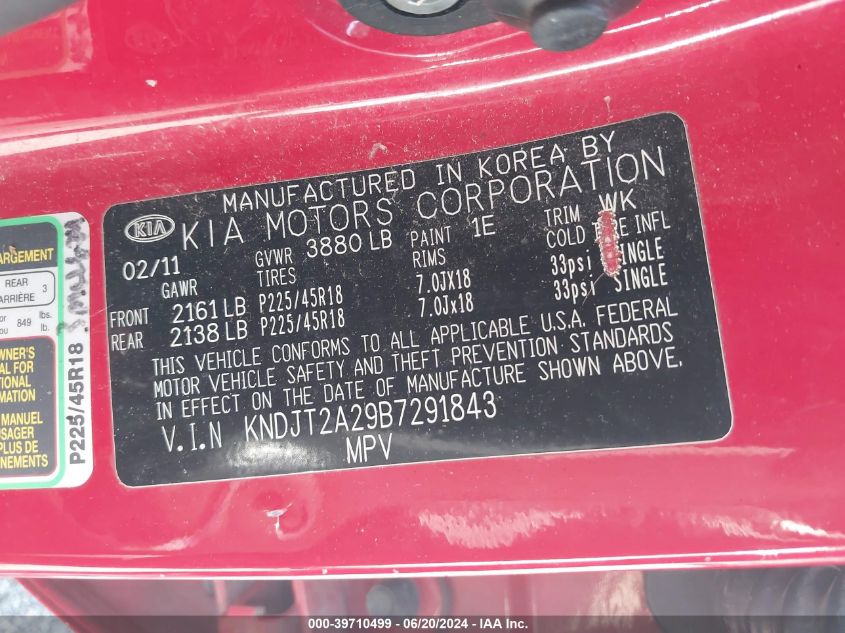 MANUFACTURED IN KOREA BY
KIA KIA MOTORS CORPORATION
02/11 GVWR 3880 LB PAINT 1E TRIM WK
GAWR TIRES RIMS COLD INFL
FRONT 2161 LB P225/45R18 7.0JX18 33psi SINGLE
REAR 2138 LB P225/45R18 7.0Jx18 33psi SINGLE
THIS VEHICLE CONFORMS TO ALL APPLICABLE U.S.A. FEDERAL
MOTOR VEHICLE SAFETY AND THEFT PREVENTION STANDARDS
IN EFFECT ON THE DATE OF MANUFACTURE SHOWN ABOVE.
V.I.N KNDJT2A29B7291843
MPV
REAR 3
849 lbs.
P225/45R18
000-39710499 — 06/20/2024 — IAA Inc.